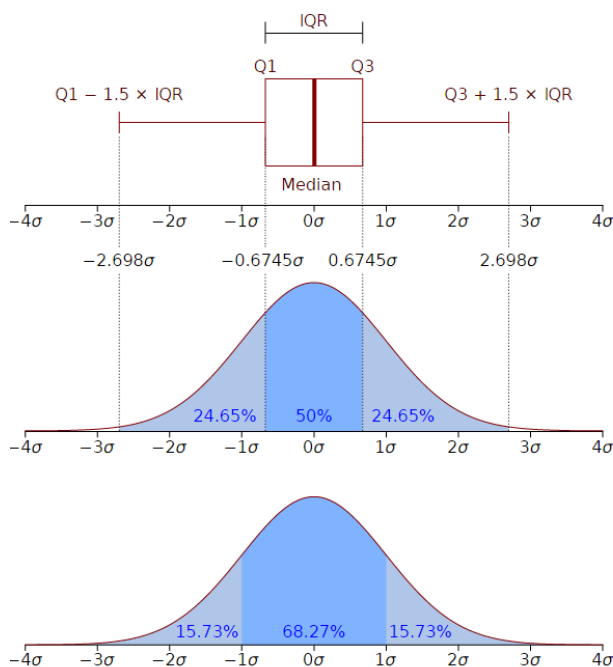 IQR
Q1 Q3
Q1 − 1.5 × IQR Q3 + 1.5 × IQR
Median
−4σ −3σ −2σ −1σ 0σ 1σ 2σ 3σ 4σ
−2.698σ −0.6745σ 0.6745σ 2.698σ
24.65% 50% 24.65%
−4σ −3σ −2σ −1σ 0σ 1σ 2σ 3σ 4σ
15.73% 68.27% 15.73%
−4σ −3σ −2σ −1σ 0σ 1σ 2σ 3σ 4σ